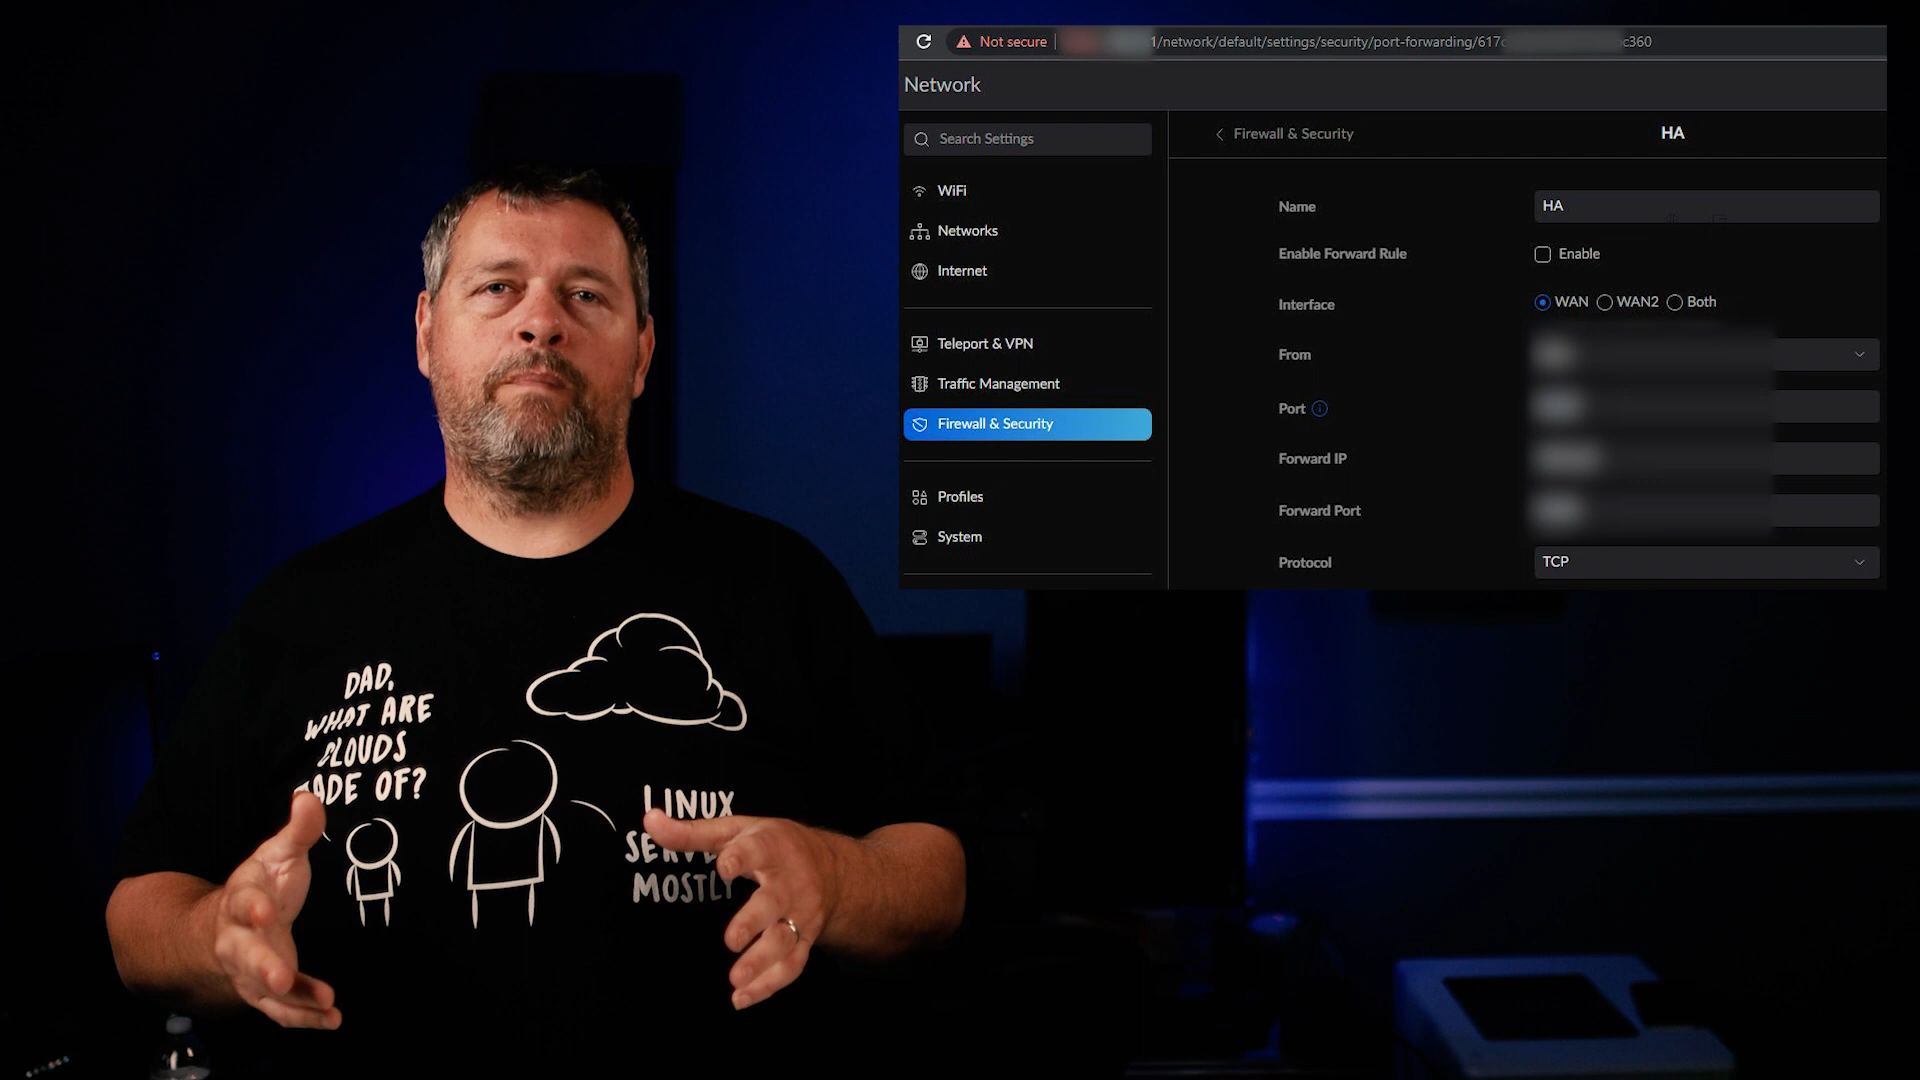 Not secure
1/network/default/settings/security/port-forwarding/617
c360
Network
Search Settings
Firewall & Security
HA
WiFi
Networks
Internet
Teleport & VPN
Traffic Management
Firewall & Security
Profiles
System
Name
HA
Enable Forward Rule
Enable
Interface
WAN
WAN2
Both
From
Port
Forward IP
Forward Port
Protocol
TCP
DAD,
WHAT ARE
CLOUDS
MADE OF?
LINUX
SERVERS
MOSTLY